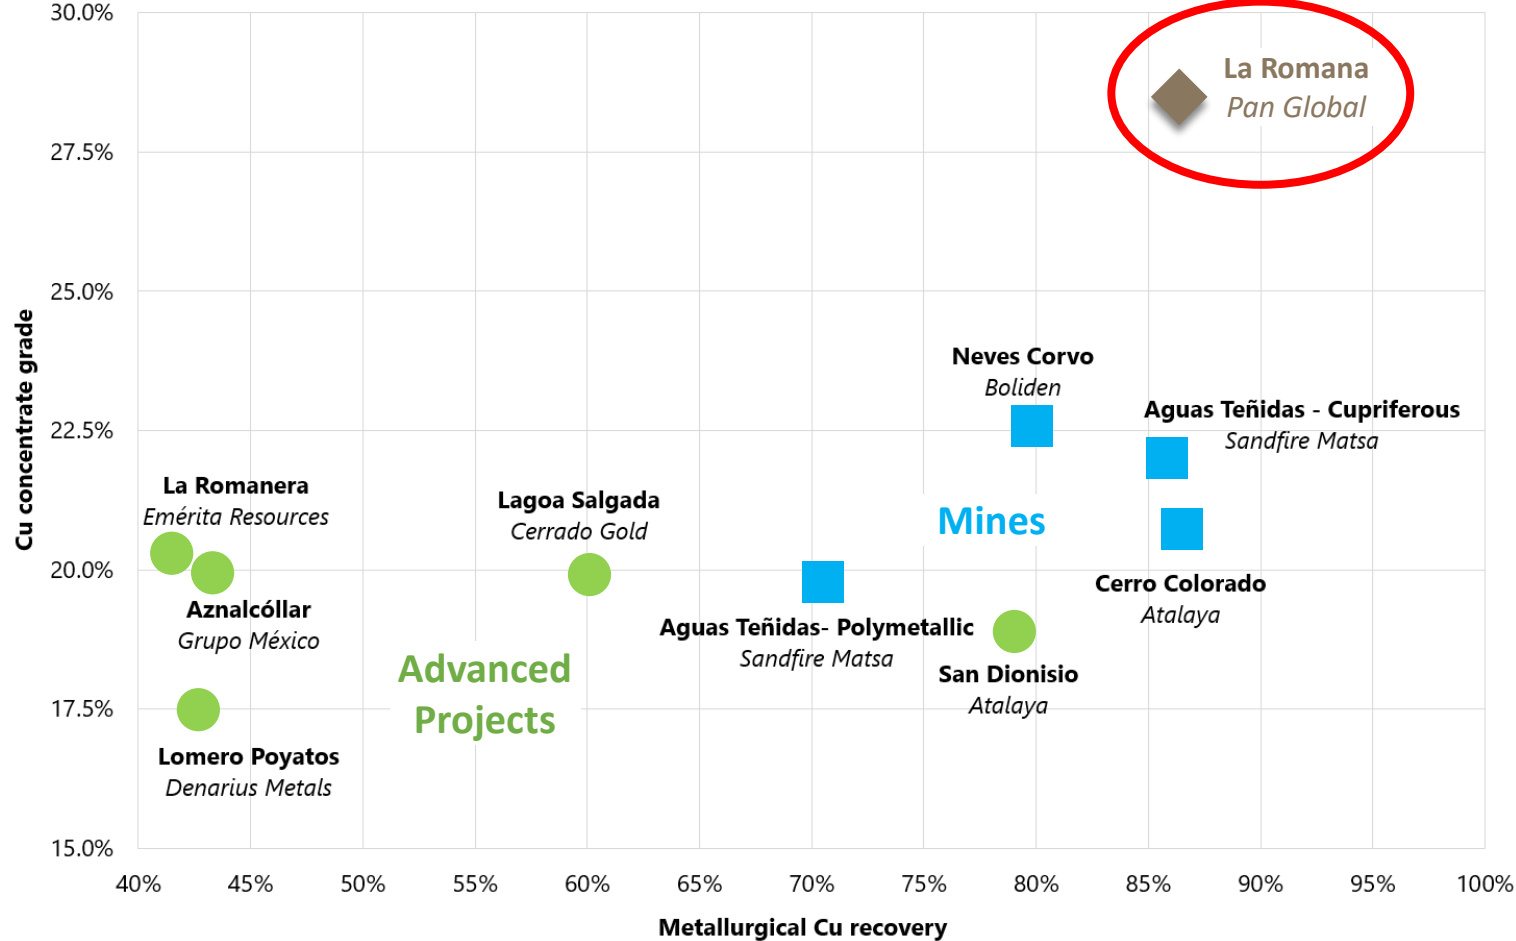 30.0%
La Romana
Pan Global
27.5%
25.0%
Neves Corvo
Boliden
Aguas Teñidas - Cupriferous
Sandfire Matsa
22.5%
La Romanera
Emérita Resources
Lagoa Salgada
Cerrado Gold
Mines
20.0%
Cerro Colorado
Atalaya
Aznalcóllar
Grupo México
Aguas Teñidas- Polymetallic
Sandfire Matsa
San Dionisio
Atalaya
Advanced
Projects
17.5%
Lomero Poyatos
Denarius Metals
15.0%
Cu concentrate grade
40% 45% 50% 55% 60% 65% 70% 75% 80% 85% 90% 95% 100%
Metallurgical Cu recovery